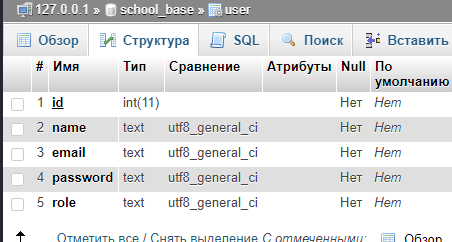 127.0.0.1 » school_base » user
Обзор Структура SQL Поиск Вставить
# Имя Тип Сравнение Атрибуты Null По умолчанию
1 id int(11) Нет Нет
2 name text utf8_general_ci Нет Нет
3 email text utf8_general_ci Нет Нет
4 password text utf8_general_ci Нет Нет
5 role text utf8_general_ci Нет Нет
Отметить все / Снять выделение С отмеченными: Обзор